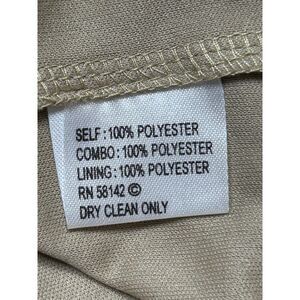 SELF : 100% POLYESTER
COMBO : 100% POLYESTER
LINING : 100% POLYESTER
RN 58142 ©
DRY CLEAN ONLY